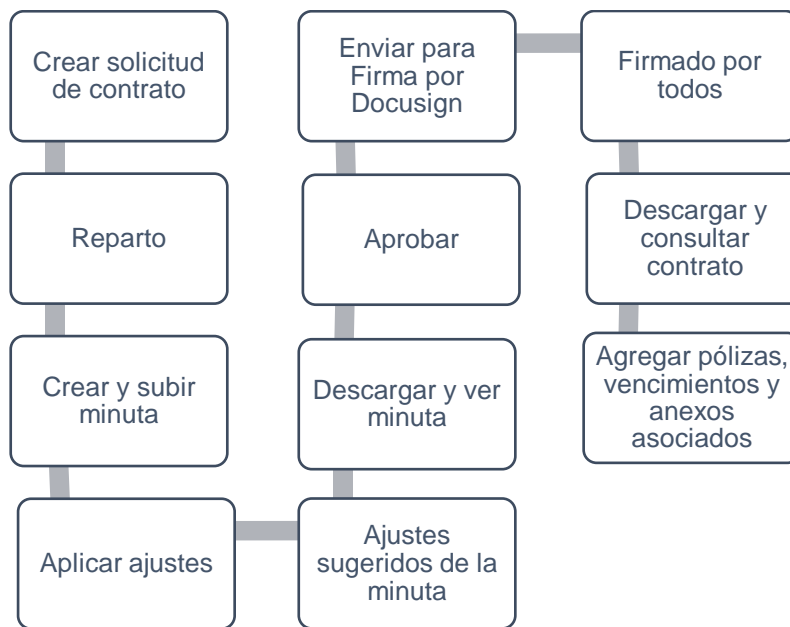 Crear solicitud
de contrato
Reparto
Crear y subir
minuta
Aplicar ajustes
Ajustes
sugeridos de la
minuta
Descargar y ver
minuta
Aprobar
Enviar para
Firma por
Docusign
Firmado por
todos
Descargar y
consultar
contrato
Agregar pólizas,
vencimientos y
anexos
asociados